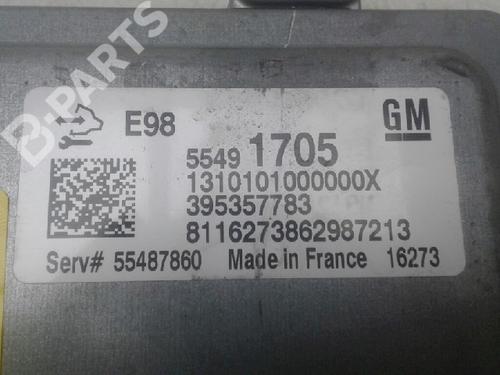 B-PARTS
E98
GM
5549 1705
1310101000000X
395357783
8116273862987213
Serv# 55487860 Made in France 16273